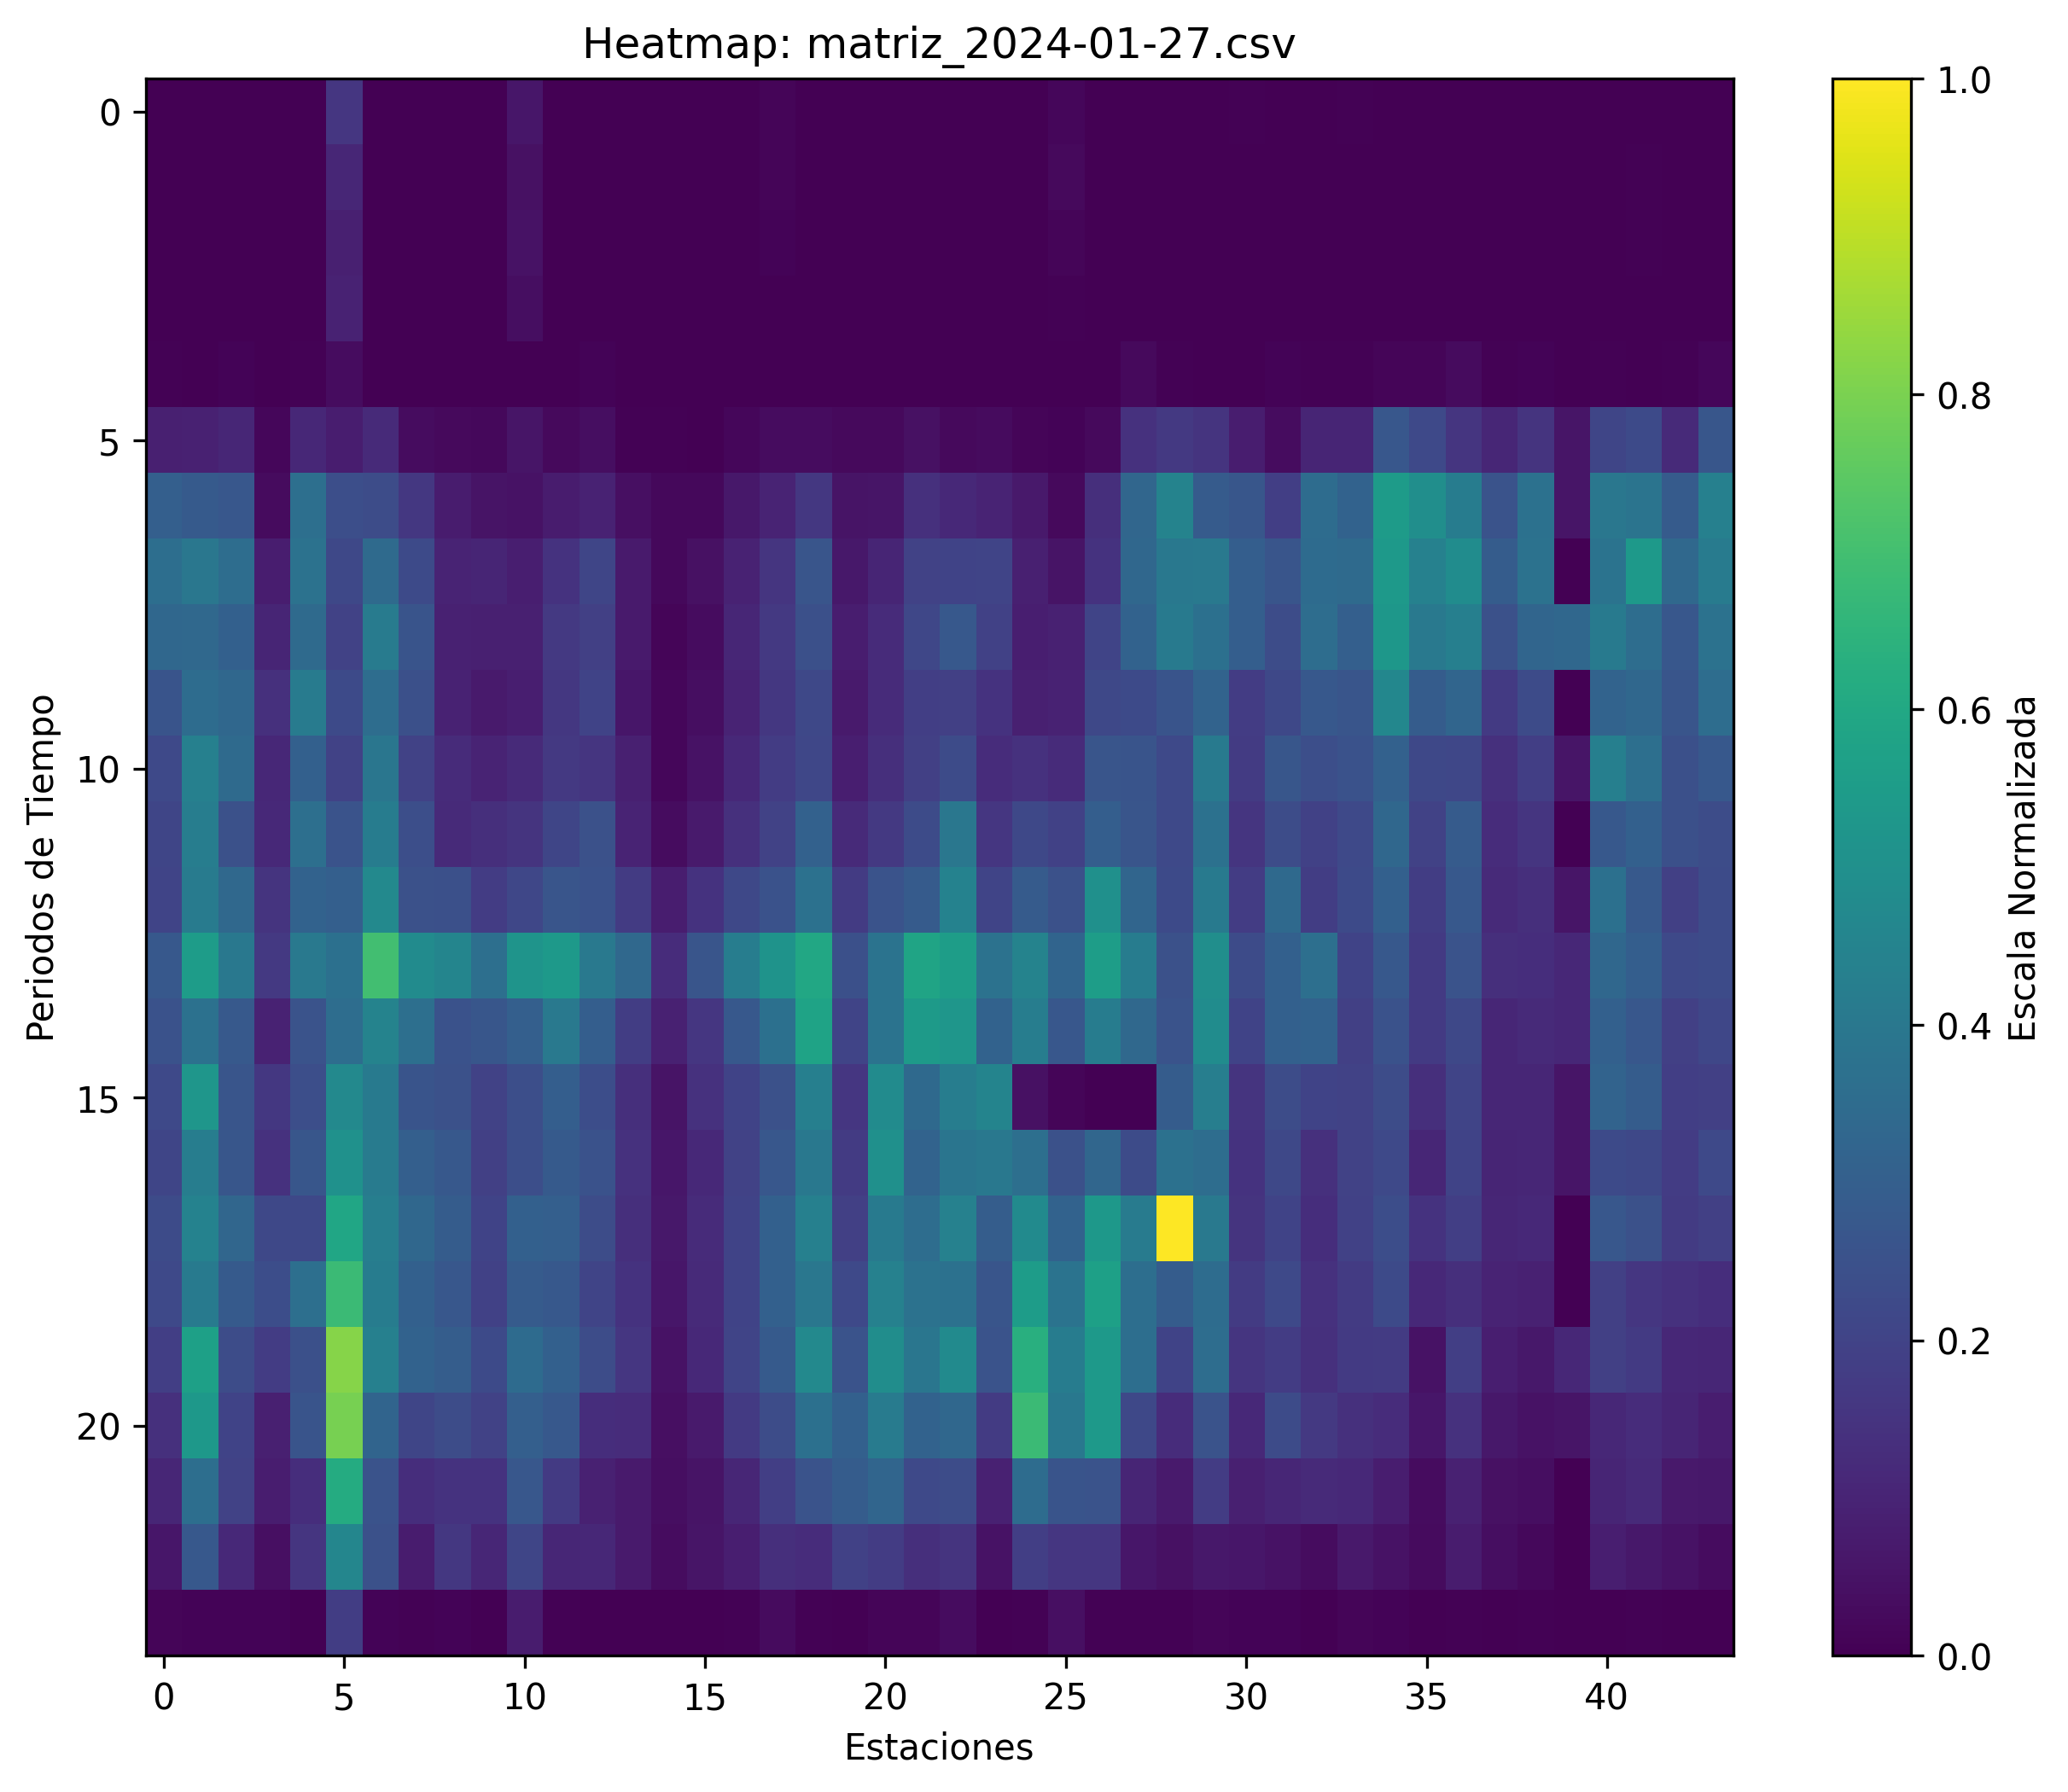 Heatmap: matriz_2024-01-27.csv
Periodos de Tiempo
0
5
10
15
20
0 5 10 15 20 25 30 35 40
Estaciones
1.0
0.8
0.6
0.4
0.2
0.0
Escala Normalizada